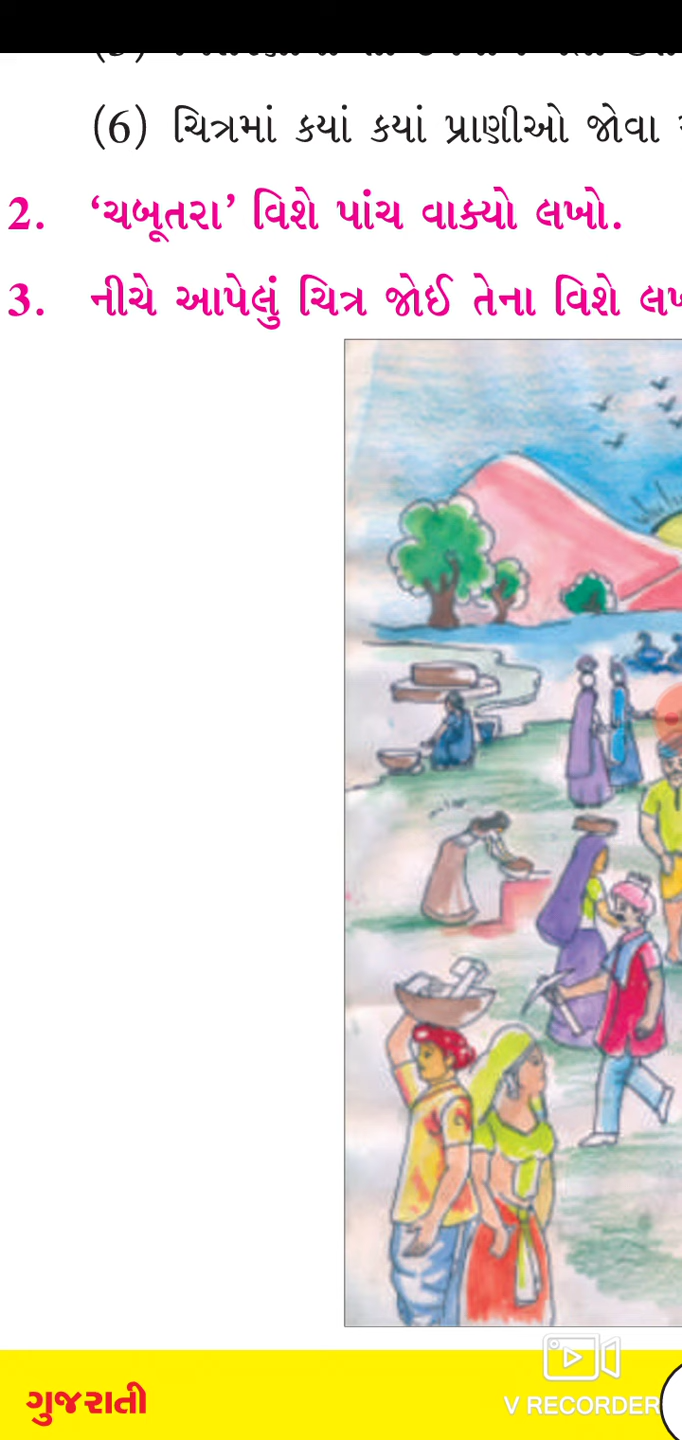 (6) ચિત્રમાં કયાં કયાં પ્રાણીઓ જોવા
2. ‘ચબૂતરા’ વિશે પાંચ વાક્યો લખો.
3. નીચે આપેલું ચિત્ર જોઈ તેના વિશે
ગુજરાતી
V RECORDER